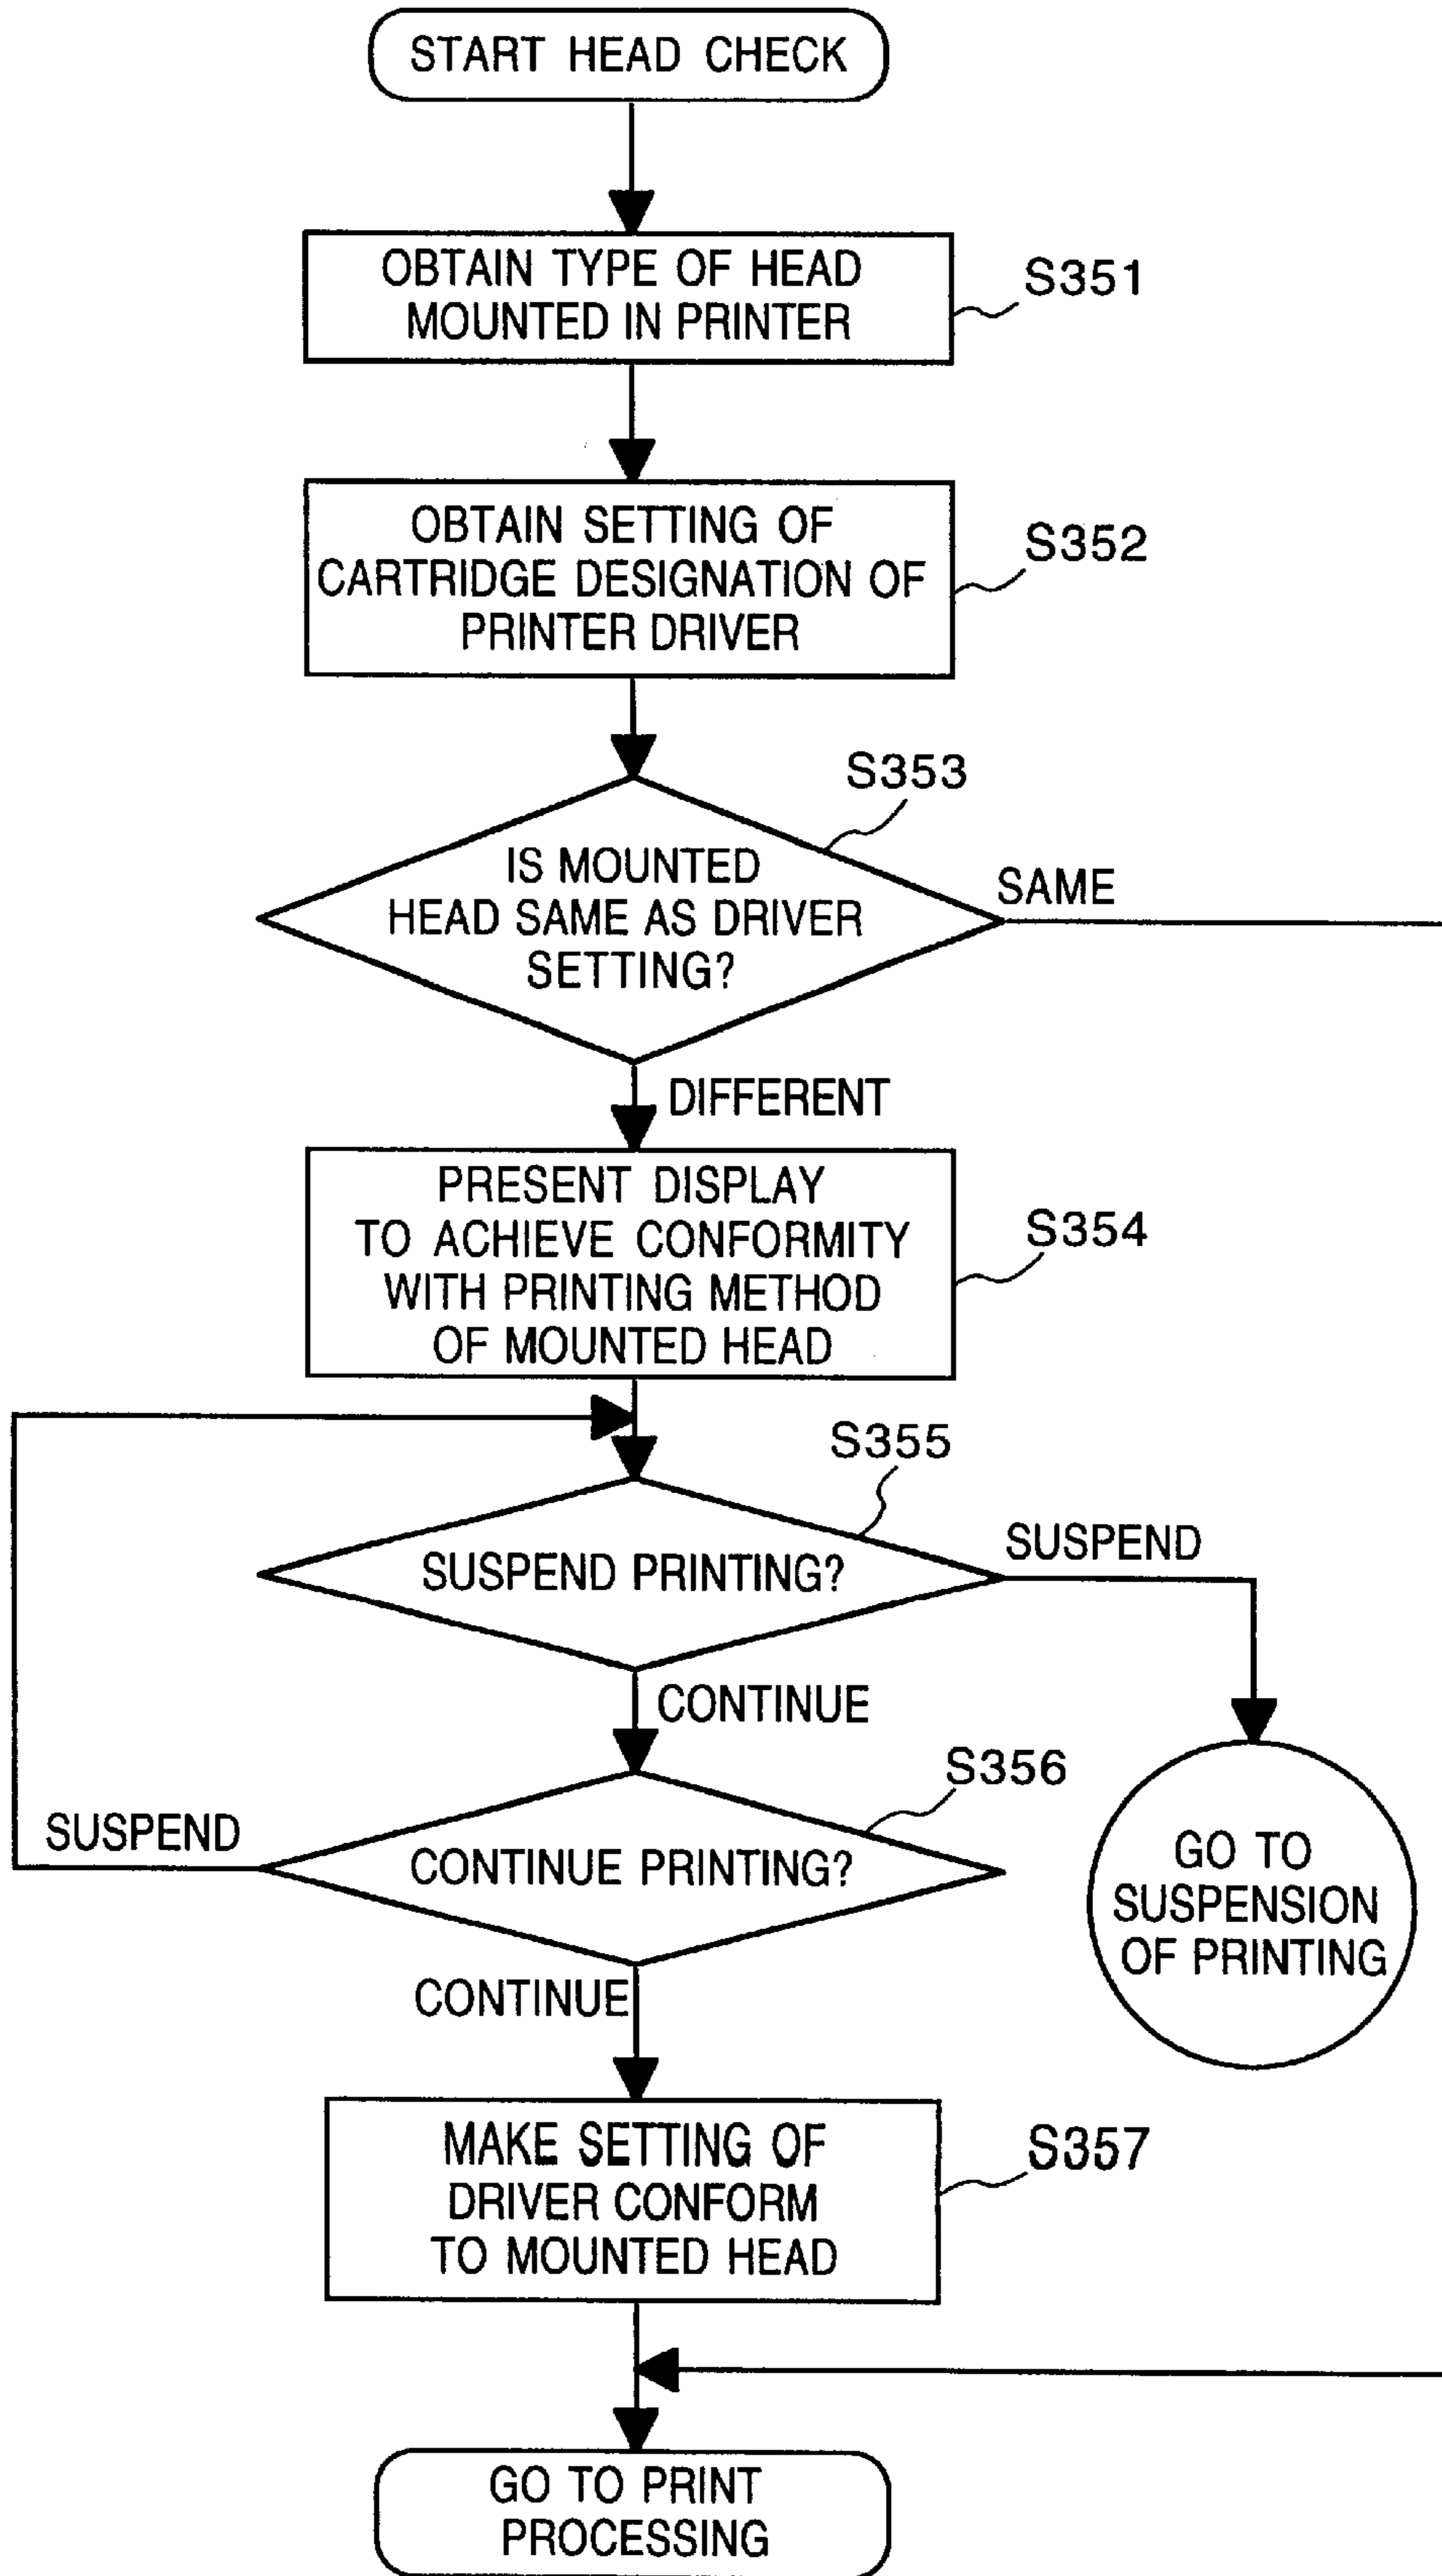 START HEAD CHECK
OBTAIN TYPE OF HEAD
MOUNTED IN PRINTER
S351
OBTAIN SETTING OF
CARTRIDGE DESIGNATION OF
PRINTER DRIVER
S352
S353
IS MOUNTED
HEAD SAME AS DRIVER
SETTING?
SAME
DIFFERENT
PRESENT DISPLAY
TO ACHIEVE CONFORMITY
WITH PRINTING METHOD
OF MOUNTED HEAD
S354
S355
SUSPEND PRINTING?
SUSPEND
CONTINUE
S356
CONTINUE PRINTING?
SUSPEND
GO TO
SUSPENSION
OF PRINTING
CONTINUE
MAKE SETTING OF
DRIVER CONFORM
TO MOUNTED HEAD
S357
GO TO PRINT
PROCESSING